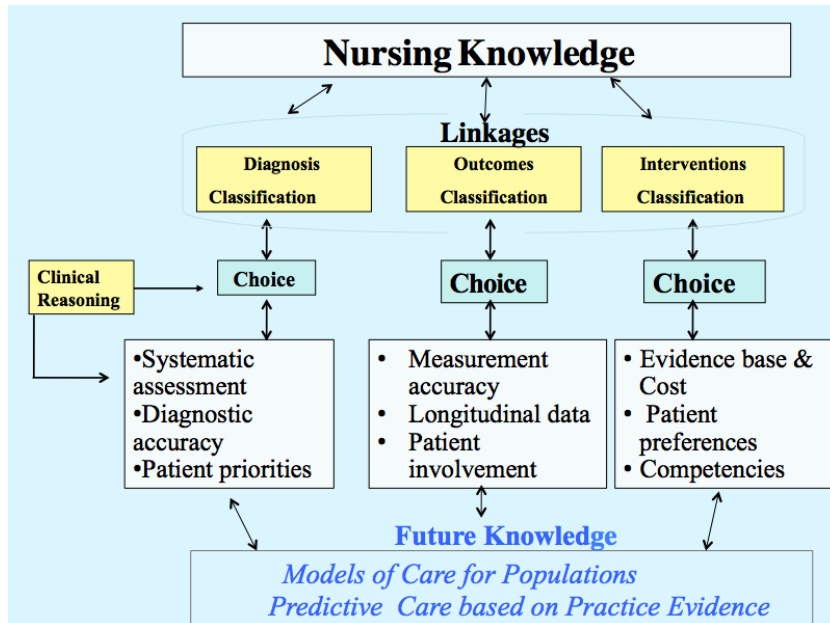 Nursing Knowledge
Linkages
Diagnosis
Classification
Outcomes
Classification
Interventions
Classification
Clinical
Reasoning
Choice
Choice
Choice
•Systematic
assessment
•Diagnostic
accuracy
•Patient priorities
• Measurement
accuracy
• Longitudinal data
• Patient
involvement
• Evidence base &
Cost
• Patient
preferences
• Competencies
Future Knowledge
Models of Care for Populations
Predictive Care based on Practice Evidence